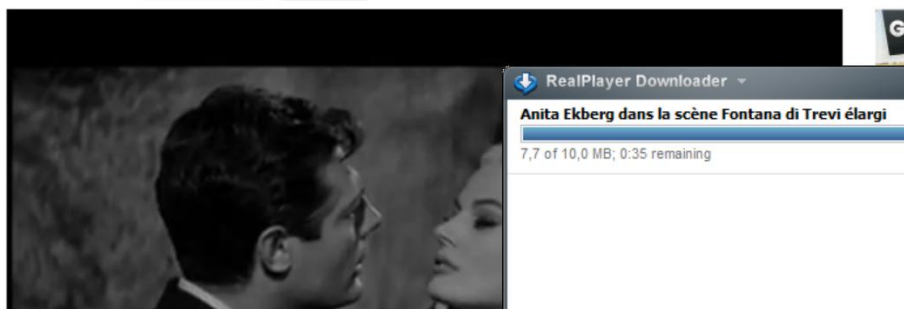 G
RealPlayer Downloader
Anita Ekberg dans la scène Fontana di Trevi élargi
7,7 of 10,0 MB; 0:35 remaining